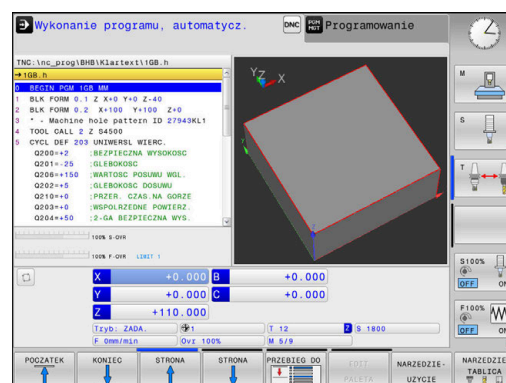 Wykonanie programu, automatycz.
DNC
PGM MGT
Programowanie
TNC:\nc_prog\BHB\Klartext\1GB.h
→1GB.h
0 BEGIN PGM 1GB MM
1 BLK FORM 0.1 Z X+0 Y+0 Z-40
2 BLK FORM 0.2 X+100 Y+100 Z+0
3 * - Machine hole pattern ID 27943KL1
4 TOOL CALL 2 Z S4500
5 CYCL DEF 203 UNIWERSL WIERC.
Q200=+2 ;BEZPIECZNA WYSOKOSC
Q201=-25 ;GLEBOKOSC
Q206=+150 ;WARTOSC POSUWU WGL.
Q202=+5 ;GLEBOKOSC DOSUWU
Q210=+0 ;PRZER. CZAS.NA GORZE
Q203=+0 ;WSPOLRZEDNE POWIERZ.
Q204=+50 ;2-GA BEZPIECZNA WYS.
100% S-OVR
100% F-OVR LIMIT 1
YZ X
X +0.000 B +0.000
Y +0.000 C +0.000
Z +110.000
Tryb: ZADA. 1 T 12 Z S 1800
F 0mm/min Ovr 100% M 5/9
M
S
T
S100%
OFF ON
F100%
OFF ON
POCZATEK
KONIEC
STRONA
STRONA
PRZEBIEG DO
EDIT PALETA
NARZEDZIE-UZYCIE
NARZEDZIE TABLICA